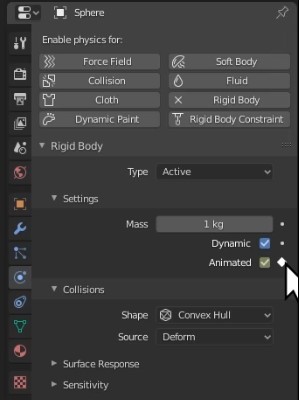 Sphere
Enable physics for:
Force Field Soft Body
Collision Fluid
Cloth Rigid Body
Dynamic Paint Rigid Body Constraint
Rigid Body
Type Active
Settings
Mass 1 kg
Dynamic
Animated
Collisions
Shape Convex Hull
Source Deform
Surface Response
Sensitivity